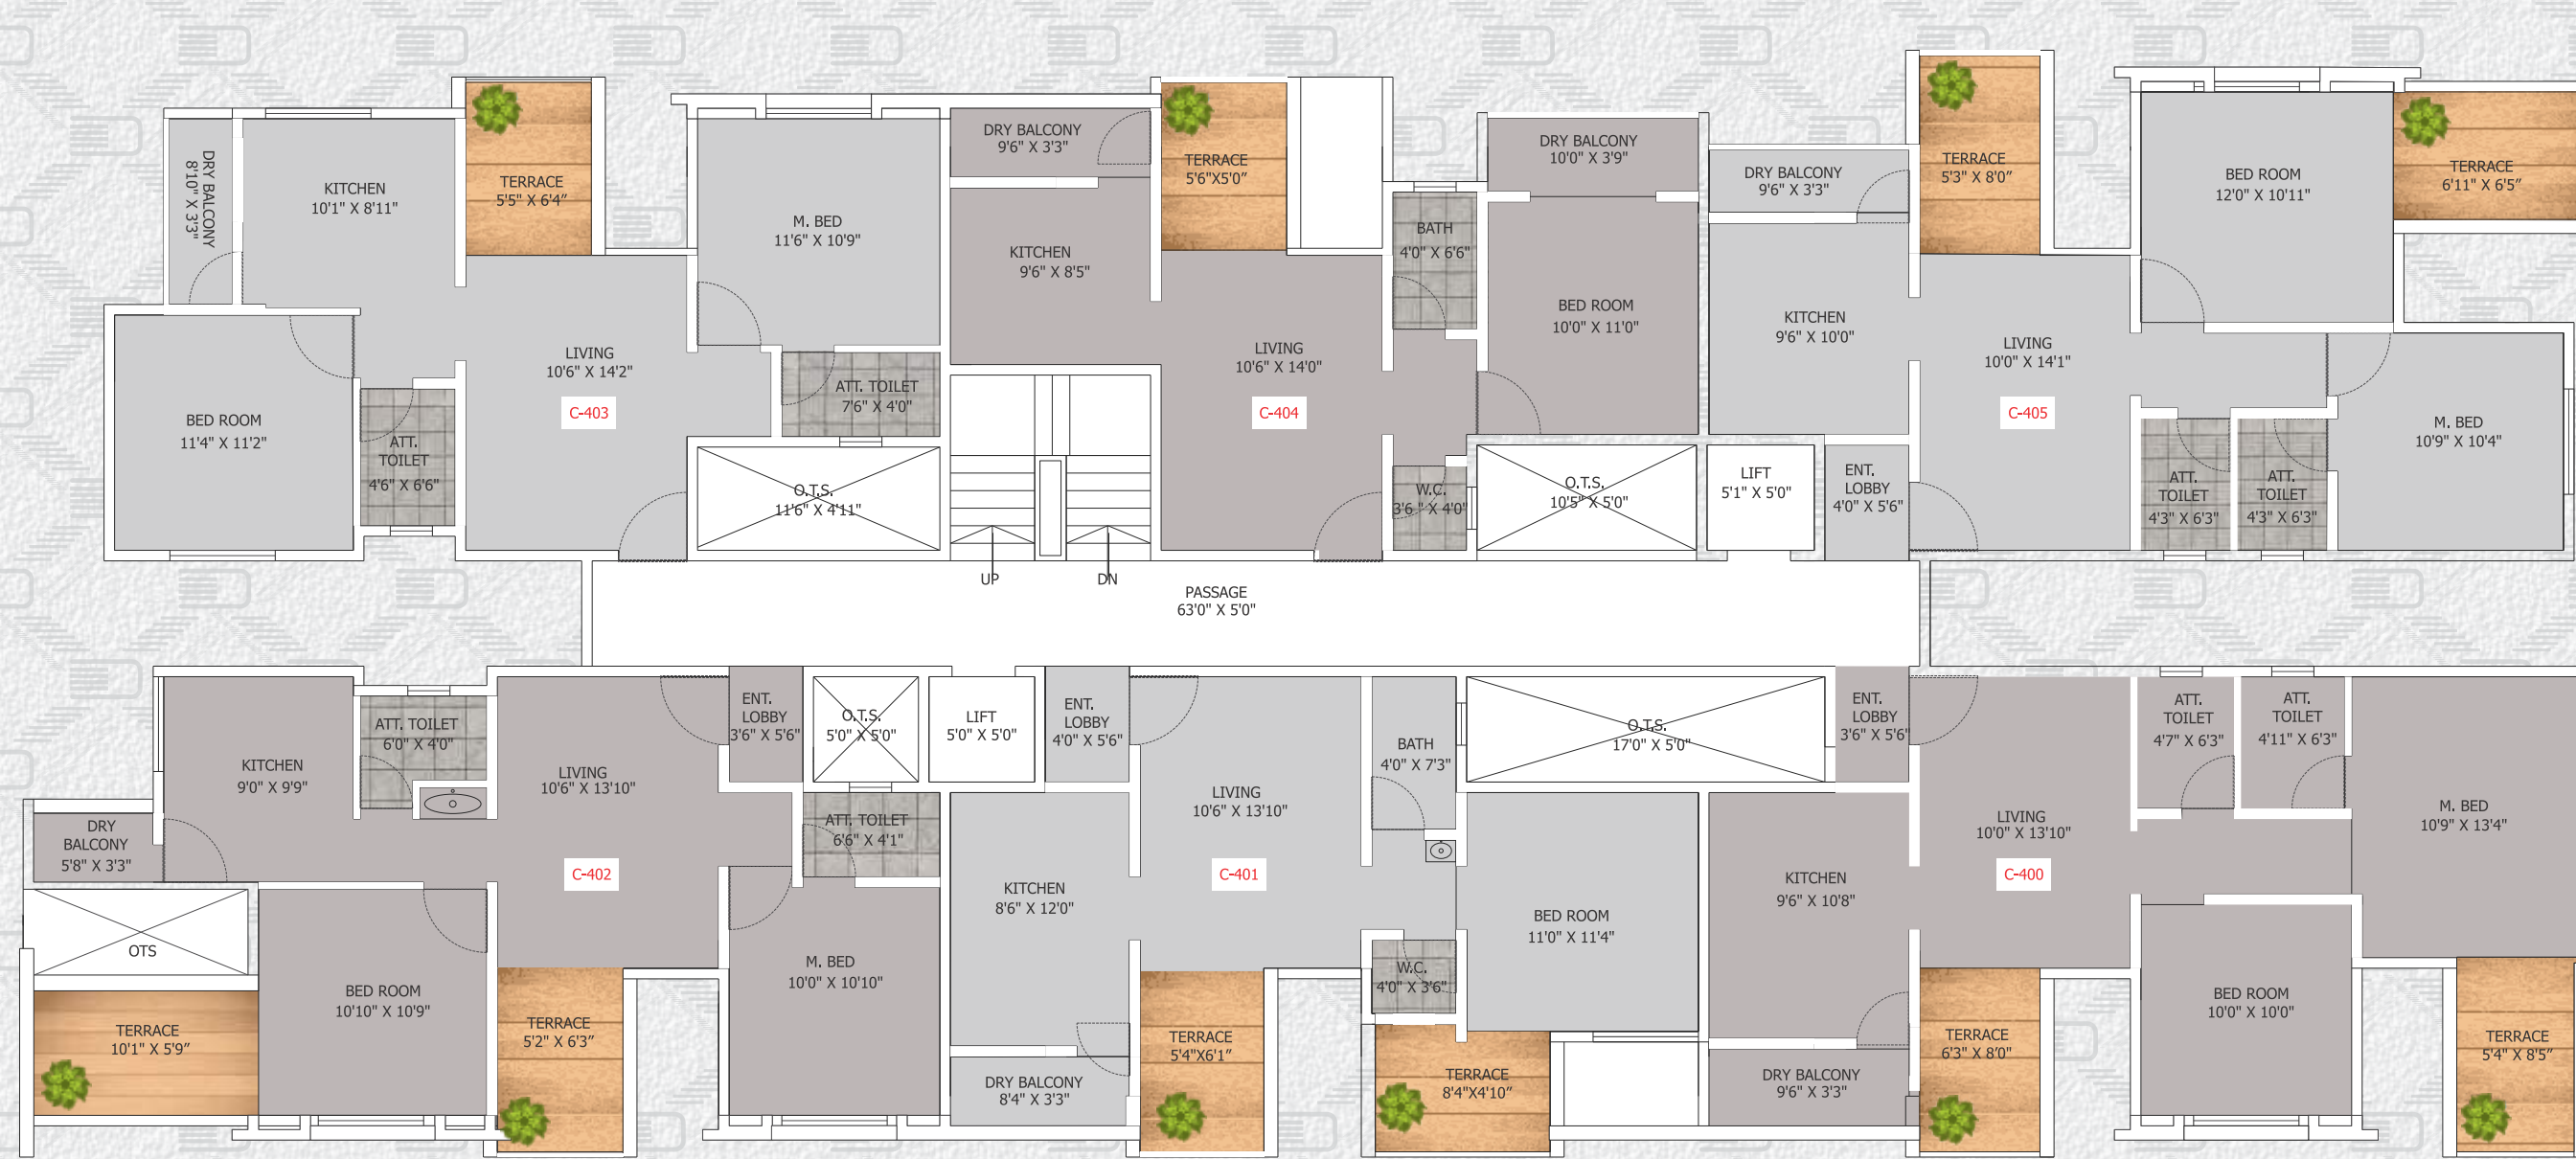 DRY BALCONY
8'10" X 3'3"
KITCHEN
10'1" X 8'11"
TERRACE
5'5" X 6'4"
BED ROOM
11'4" X 11'2"
ATT.
TOILET
4'6" X 6'6"
LIVING
10'6" X 14'2"
C-403
M. BED
11'6" X 10'9"
ATT. TOILET
7'6" X 4'0"
O.T.S.
11'6" X 4'11"
DRY BALCONY
9'6" X 3'3"
KITCHEN
9'6" X 8'5"
UP
DN
TERRACE
5'6"X5'0"
LIVING
10'6" X 14'0"
C-404
BATH
4'0" X 6'6"
W.C.
3'6 " X 4'0"
DRY BALCONY
10'0" X 3'9"
BED ROOM
10'0" X 11'0"
O.T.S.
10'5" X 5'0"
LIFT
5'1" X 5'0"
DRY BALCONY
9'6" X 3'3"
KITCHEN
9'6" X 10'0"
ENT.
LOBBY
4'0" X 5'6"
TERRACE
5'3" X 8'0"
LIVING
10'0" X 14'1"
C-405
BED ROOM
12'0" X 10'11"
TERRACE
6'11" X 6'5"
ATT.
TOILET
4'3" X 6'3"
ATT.
TOILET
4'3" X 6'3"
M. BED
10'9" X 10'4"
PASSAGE
63'0" X 5'0"
KITCHEN
9'0" X 9'9"
ATT. TOILET
6'0" X 4'0"
DRY
BALCONY
5'8" X 3'3"
OTS
TERRACE
10'1" X 5'9"
BED ROOM
10'10" X 10'9"
LIVING
10'6" X 13'10"
C-402
TERRACE
5'2" X 6'3"
ENT.
LOBBY
3'6" X 5'6"
O.T.S.
5'0" X 5'0"
ATT. TOILET
6'6" X 4'1"
M. BED
10'0" X 10'10"
LIFT
5'0" X 5'0"
ENT.
LOBBY
4'0" X 5'6"
KITCHEN
8'6" X 12'0"
DRY BALCONY
8'4" X 3'3"
LIVING
10'6" X 13'10"
C-401
TERRACE
5'4"X6'1"
BATH
4'0" X 7'3"
W.C.
4'0" X 3'6"
TERRACE
8'4"X4'10"
O.T.S.
17'0" X 5'0"
BED ROOM
11'0" X 11'4"
ENT.
LOBBY
3'6" X 5'6"
KITCHEN
9'6" X 10'8"
DRY BALCONY
9'6" X 3'3"
LIVING
10'0" X 13'10"
C-400
TERRACE
6'3" X 8'0"
ATT.
TOILET
4'7" X 6'3"
ATT.
TOILET
4'11" X 6'3"
M. BED
10'9" X 13'4"
BED ROOM
10'0" X 10'0"
TERRACE
5'4" X 8'5"